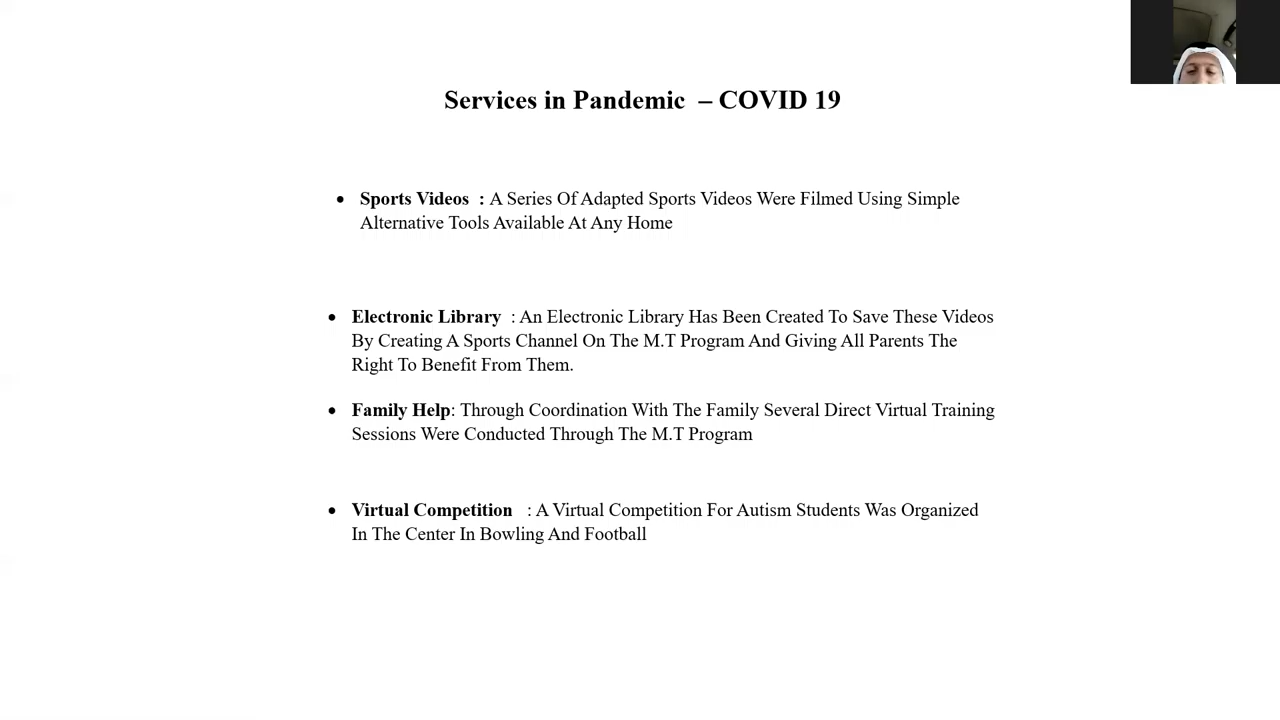 Services in Pandemic – COVID 19
• Sports Videos : A Series Of Adapted Sports Videos Were Filmed Using Simple
Alternative Tools Available At Any Home
• Electronic Library : An Electronic Library Has Been Created To Save These Videos
By Creating A Sports Channel On The M.T Program And Giving All Parents The
Right To Benefit From Them.
• Family Help: Through Coordination With The Family Several Direct Virtual Training
Sessions Were Conducted Through The M.T Program
• Virtual Competition : A Virtual Competition For Autism Students Was Organized
In The Center In Bowling And Football